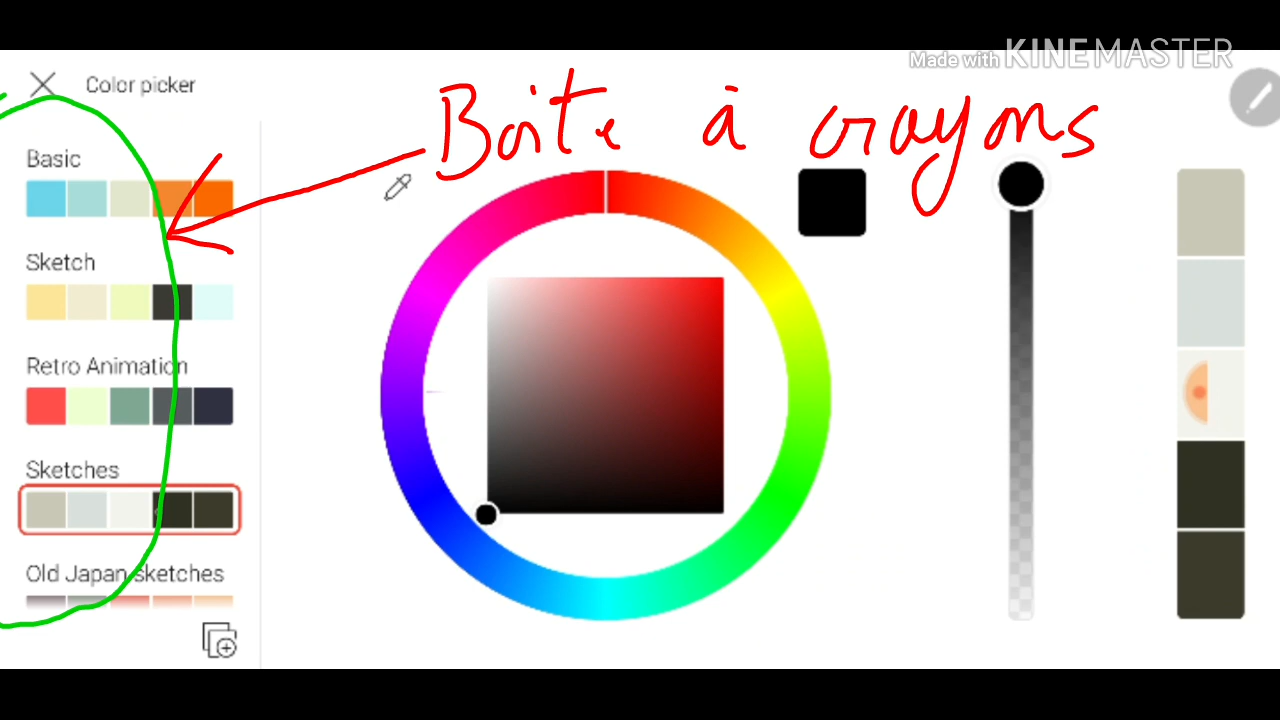 Made with KINEMASTER
Color picker
Boite à crayons
Basic
Sketch
Retro Animation
Sketches
Old Japan sketches